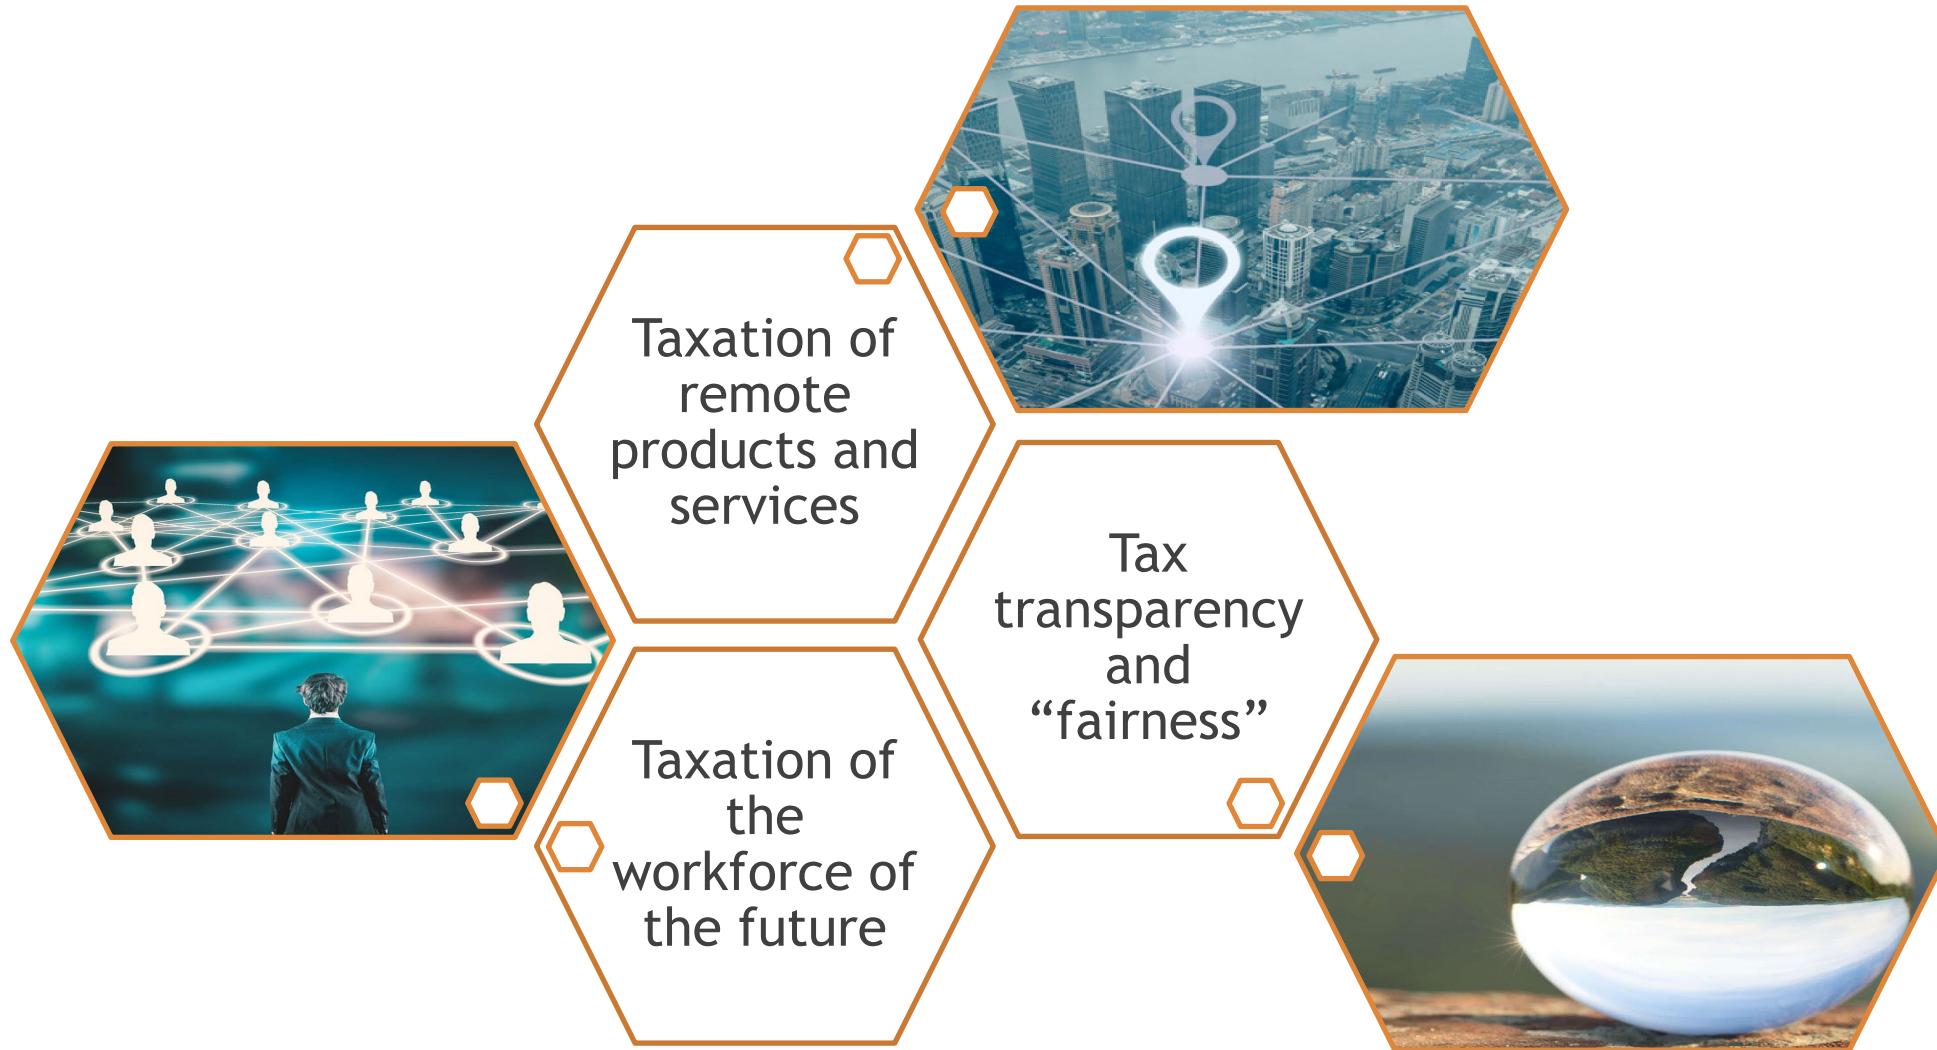 Taxation of
remote
products and
services
Tax
transparency
and
“fairness”
Taxation of
the
workforce of
the future